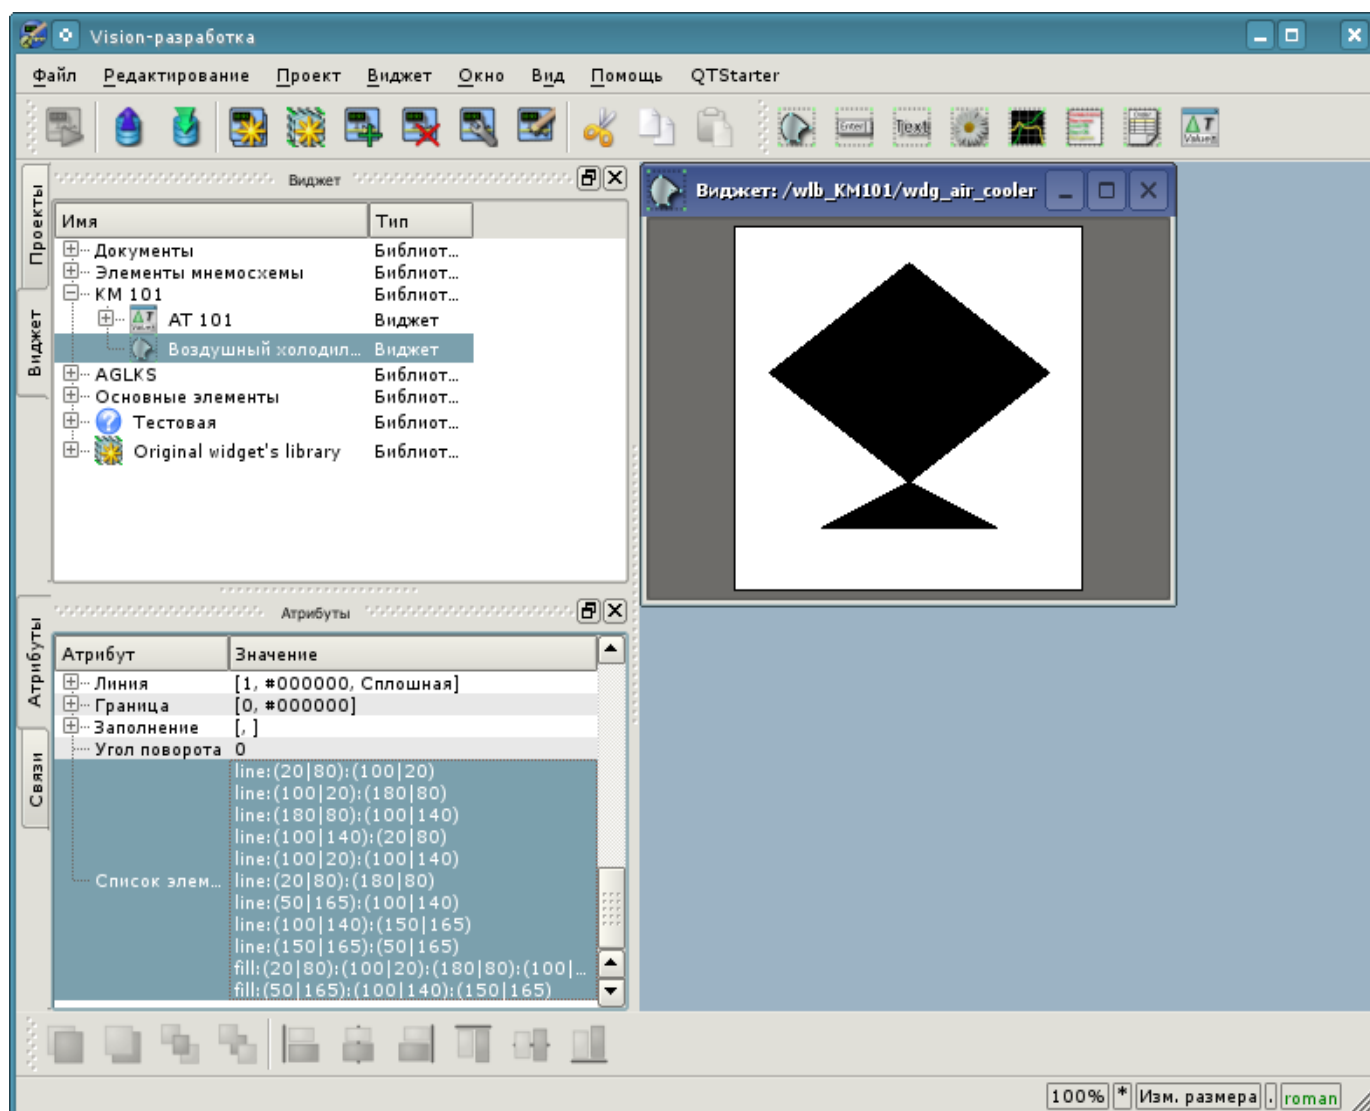 Vision-разработка
Файл Редактирование Проект Виджет Окно Вид Помощь QTStarter
Enter Text
Проекты
Виджет
Виджет
Имя Тип
Документы Библиот...
Элементы мнемосхемы Библиот...
КМ 101 Библиот...
АТ 101 Виджет
Воздушный холодил... Виджет
AGLKS Библиот...
Основные элементы Библиот...
Тестовая Библиот...
Original widget's library Библиот...
Виджет: /wlb_KM101/wdg_air_cooler
Атрибуты
Связи
Атрибуты
Атрибут Значение
Линия [1, #000000, Сплошная]
Граница [0, #000000]
Заполнение [, ]
Угол поворота 0
Список элем...
line:(20|80):(100|20)
line:(100|20):(180|80)
line:(180|80):(100|140)
line:(100|140):(20|80)
line:(100|20):(100|140)
line:(20|80):(180|80)
line:(50|165):(100|140)
line:(100|140):(150|165)
line:(150|165):(50|165)
fill:(20|80):(100|20):(180|80):(100|...
fill:(50|165):(100|140):(150|165)
100% * Изм. размера . roman